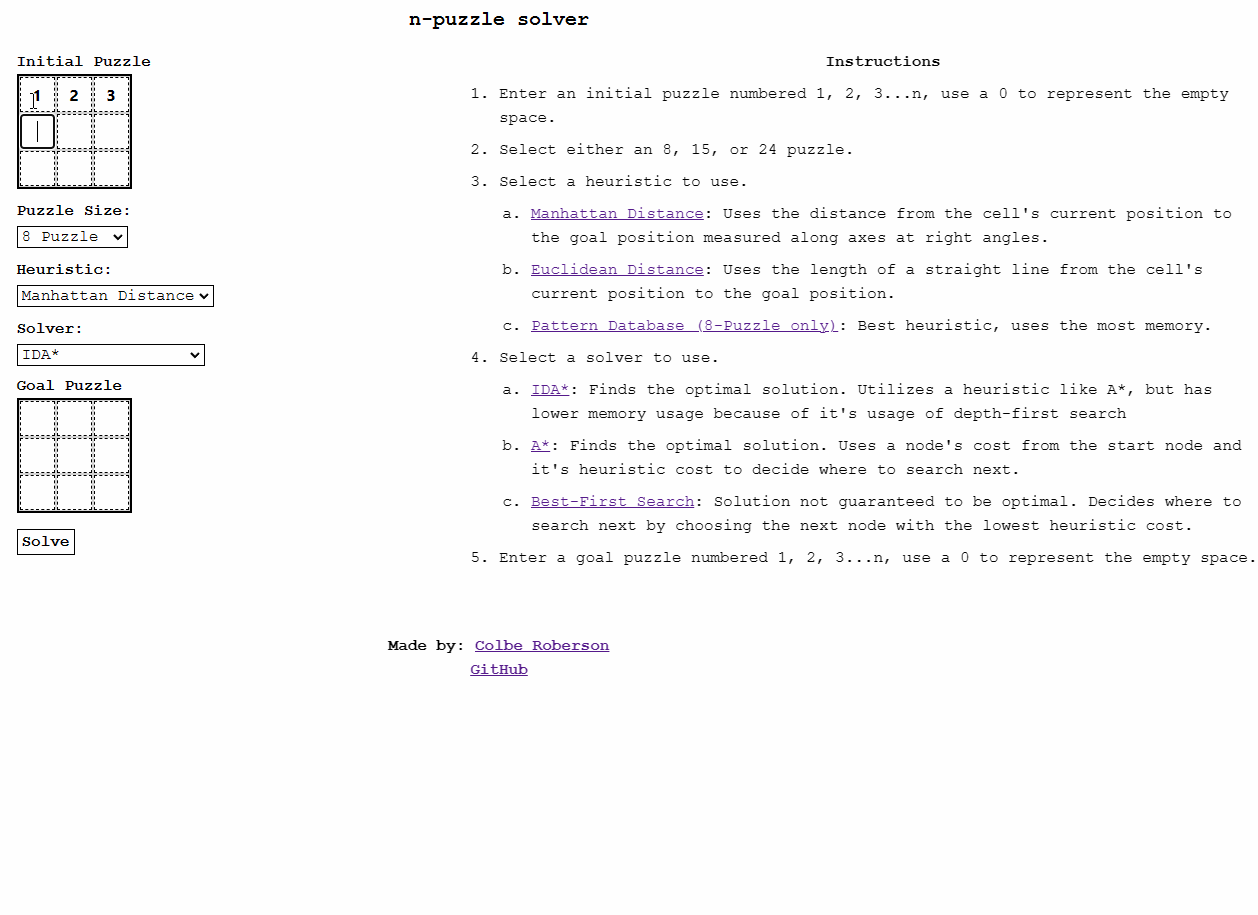 n-puzzle solver
Initial Puzzle
1 2 3
Puzzle Size:
8 Puzzle
Heuristic:
Manhattan Distance
Solver:
IDA*
Goal Puzzle
Solve
Instructions
1. Enter an initial puzzle numbered 1, 2, 3...n, use a 0 to represent the empty
space.
2. Select either an 8, 15, or 24 puzzle.
3. Select a heuristic to use.
a. Manhattan Distance: Uses the distance from the cell's current position to
the goal position measured along axes at right angles.
b. Euclidean Distance: Uses the length of a straight line from the cell's
current position to the goal position.
c. Pattern Database (8-Puzzle only): Best heuristic, uses the most memory.
4. Select a solver to use.
a. IDA*: Finds the optimal solution. Utilizes a heuristic like A*, but has
lower memory usage because of it's usage of depth-first search
b. A*: Finds the optimal solution. Uses a node's cost from the start node and
it's heuristic cost to decide where to search next.
c. Best-First Search: Solution not guaranteed to be optimal. Decides where to
search next by choosing the next node with the lowest heuristic cost.
5. Enter a goal puzzle numbered 1, 2, 3...n, use a 0 to represent the empty space.
Made by: Colbe Roberson
GitHub